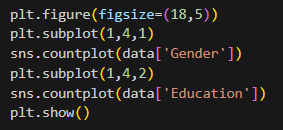 plt.figure(figsize=(18,5))
plt.subplot(1,4,1)
sns.countplot(data['Gender'])
plt.subplot(1,4,2)
sns.countplot(data['Education'])
plt.show()